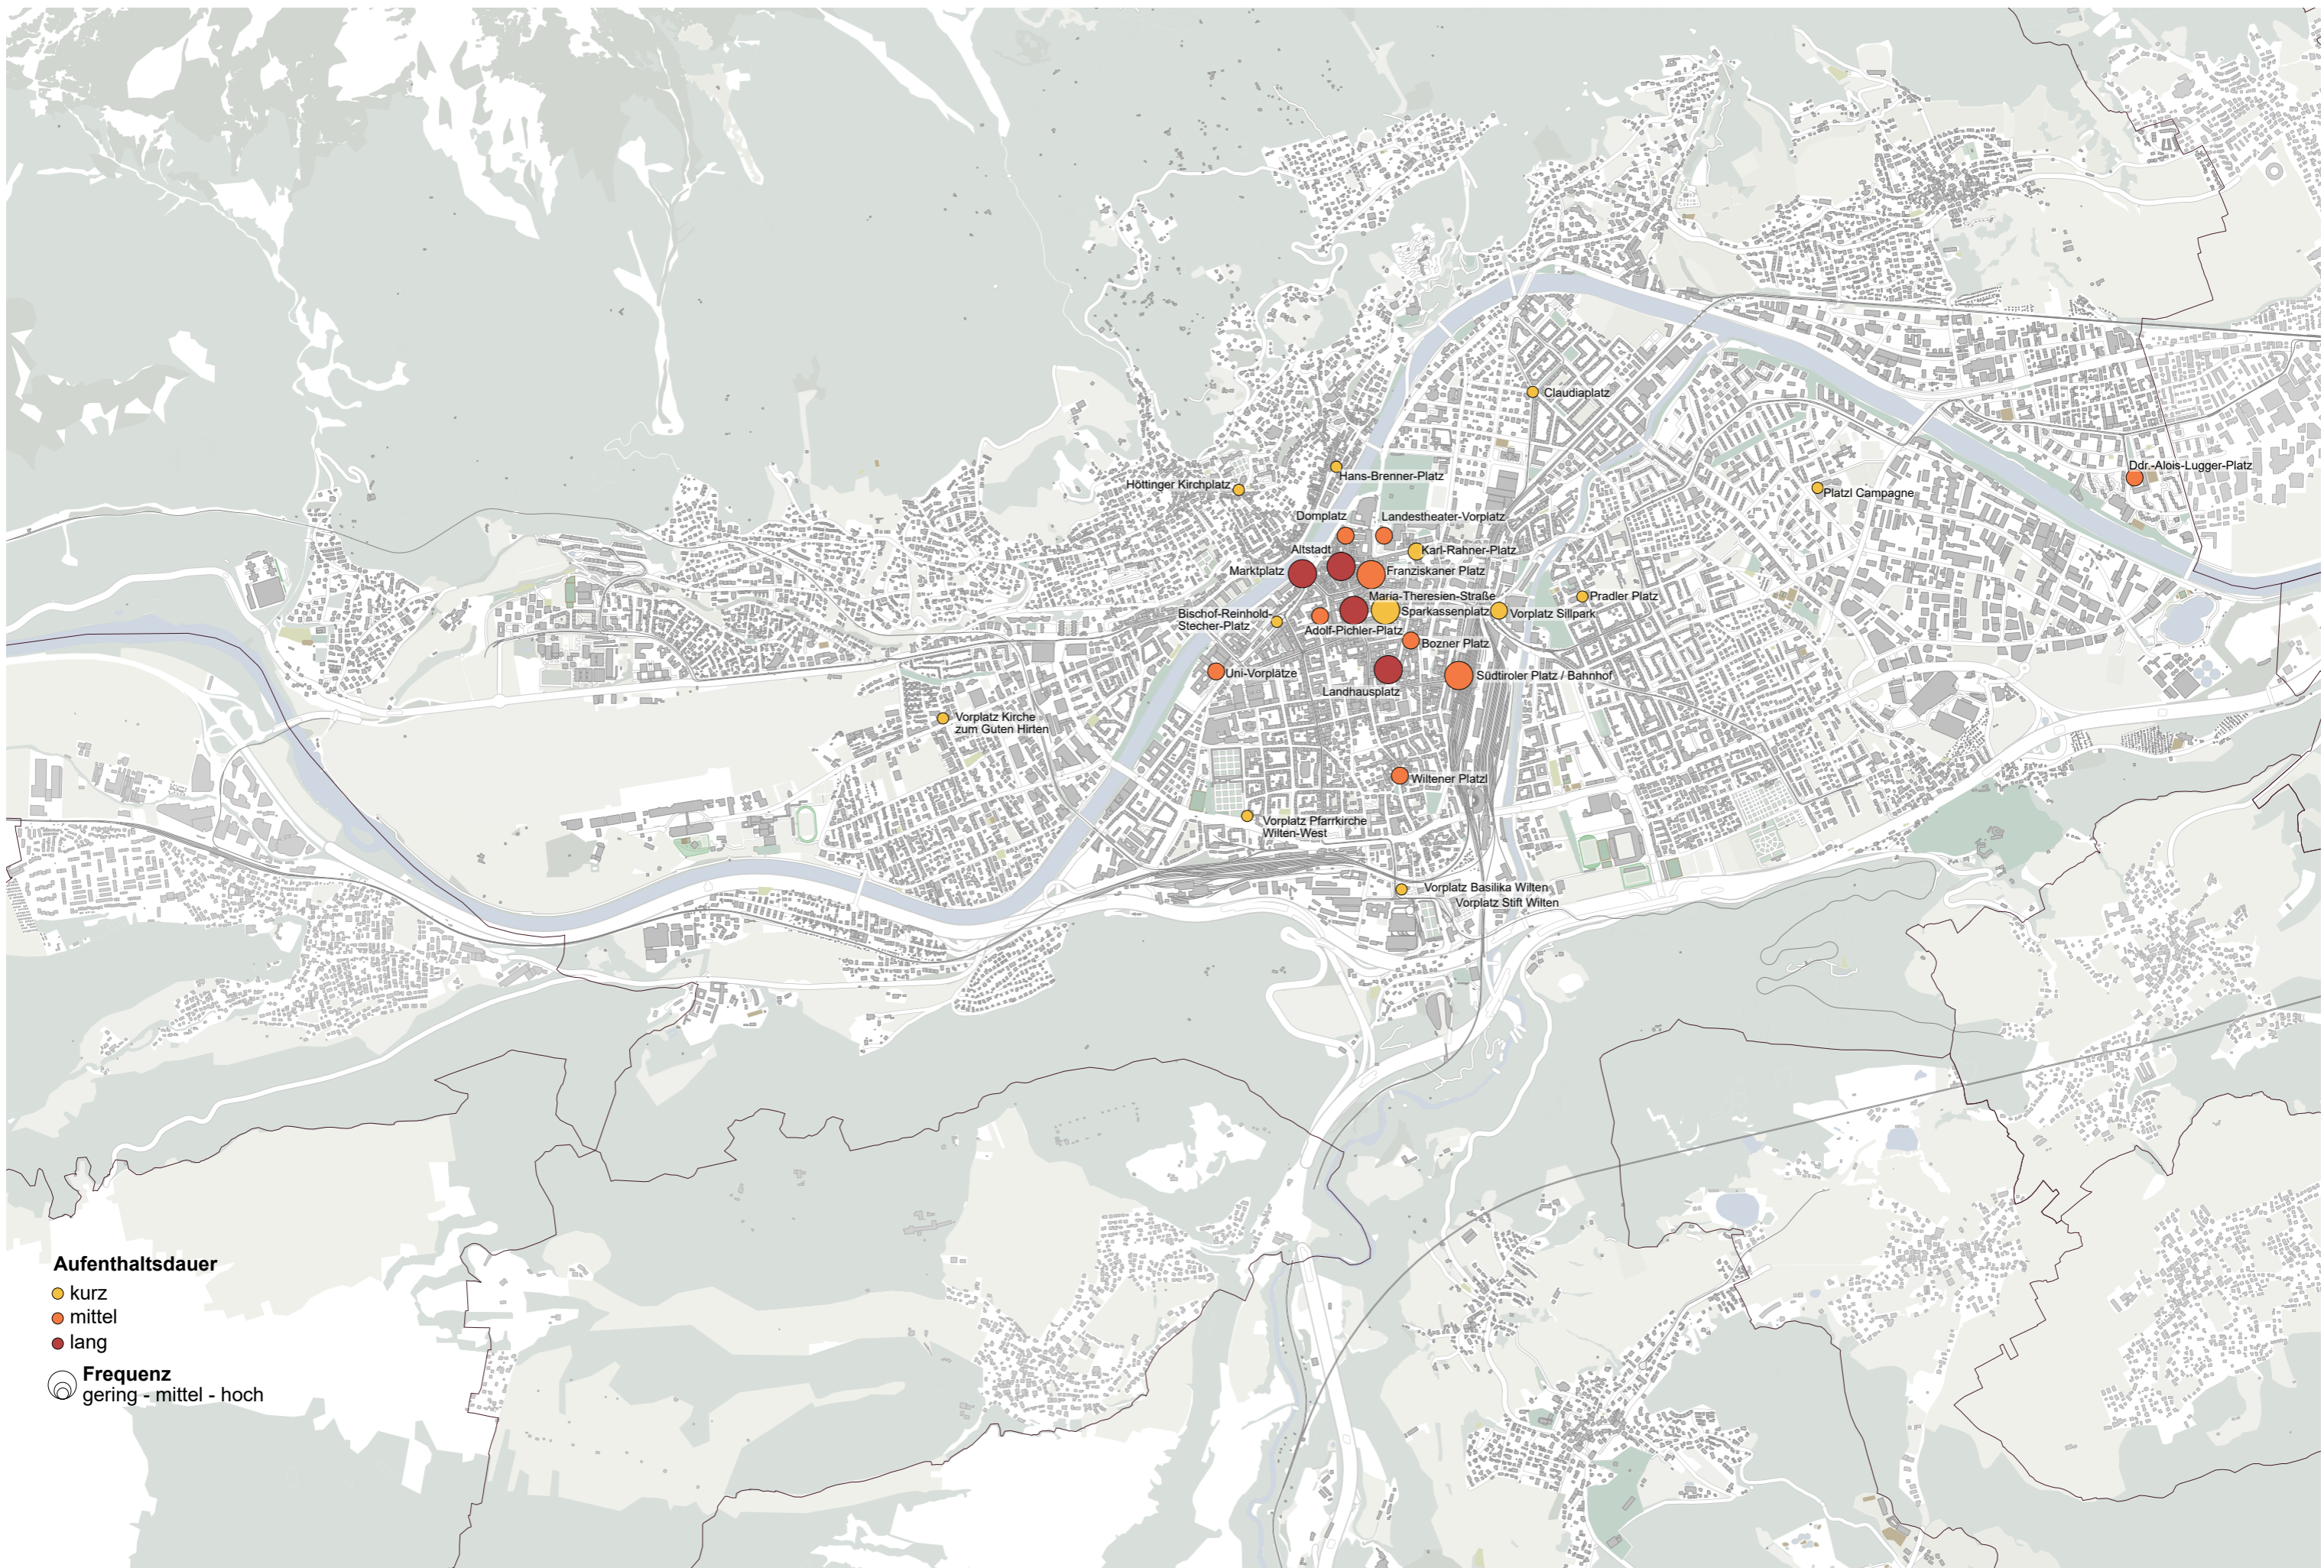 Claudiaplatz
Ddr.-Alois-Lugger-Platz
Hans-Brenner-Platz
Höttinger Kirchplatz
Platzl Campagne
Domplatz
Landestheater-Vorplatz
Altstadt
Karl-Rahner-Platz
Marktplatz
Franziskaner Platz
Maria-Theresien-Straße
Pradler Platz
Bischof-Reinhold-
Stecher-Platz
Sparkassenplatz
Vorplatz Sillpark
Adolf-Pichler-Platz
Bozner Platz
Uni-Vorplätze
Südtiroler Platz / Bahnhof
Landhausplatz
Vorplatz Kirche
zum Guten Hirten
Wiltener Platzl
Vorplatz Pfarrkirche
Wilten-West
Vorplatz Basilika Wilten
Vorplatz Stift Wilten
Aufenthaltsdauer
kurz
mittel
lang
Frequenz
gering - mittel - hoch